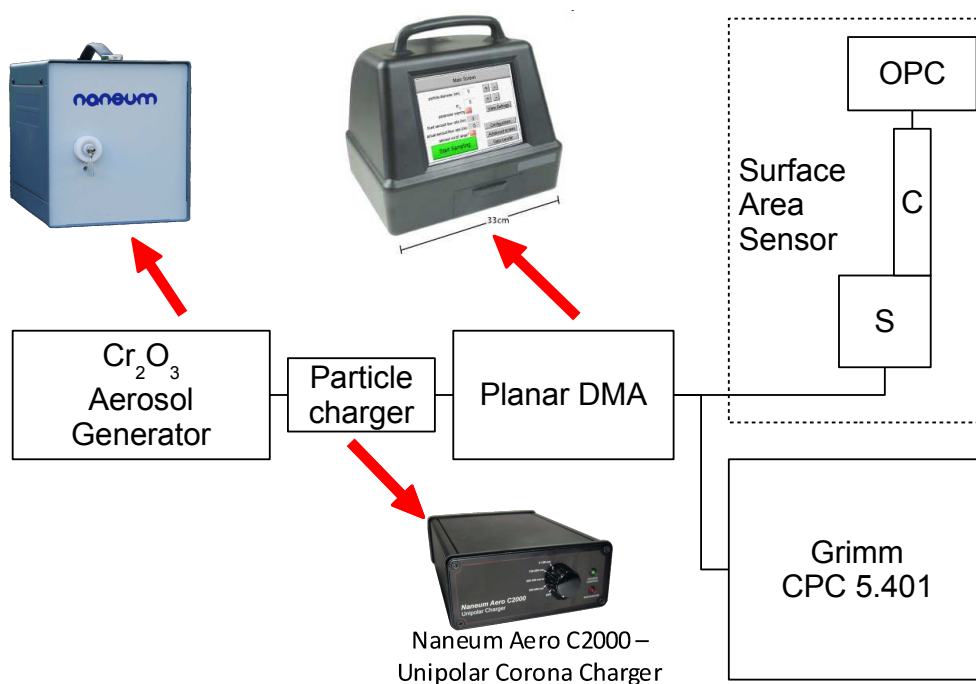 naneum
Main Screen
Start Sampling
33cm
OPC
Surface
Area
Sensor
C
S
Cr2O3
Aerosol
Generator
Particle
charger
Planar DMA
Grimm
CPC 5.401
Naneum Aero C2000
Unipolar Charger
Naneum Aero C2000 –
Unipolar Corona Charger